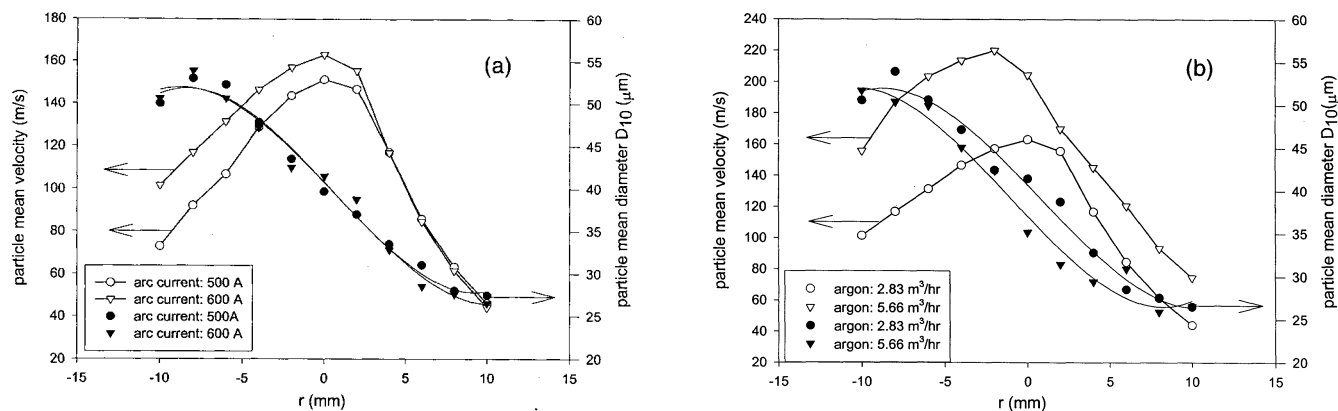 (a)
particle mean velocity (m/s)
180
160
140
120
100
80
60
40
20
60
50
40
30
20
particle mean diameter D10 (μm)
arc current: 500 A
arc current: 600 A
arc current: 500A
arc current: 600 A
-15 -10 -5 0 5 10 15
r (mm)
(b)
particle mean velocity (m/s)
220
200
180
160
140
120
100
80
60
40
20
60
55
50
45
40
35
30
25
20
particle mean diameter D10(μm)
argon: 2.83 m³/hr
argon: 5.66 m³/hr
argon: 2.83 m³/hr
argon: 5.66 m³/hr
-15 -10 -5 0 5 10 15
r (mm)